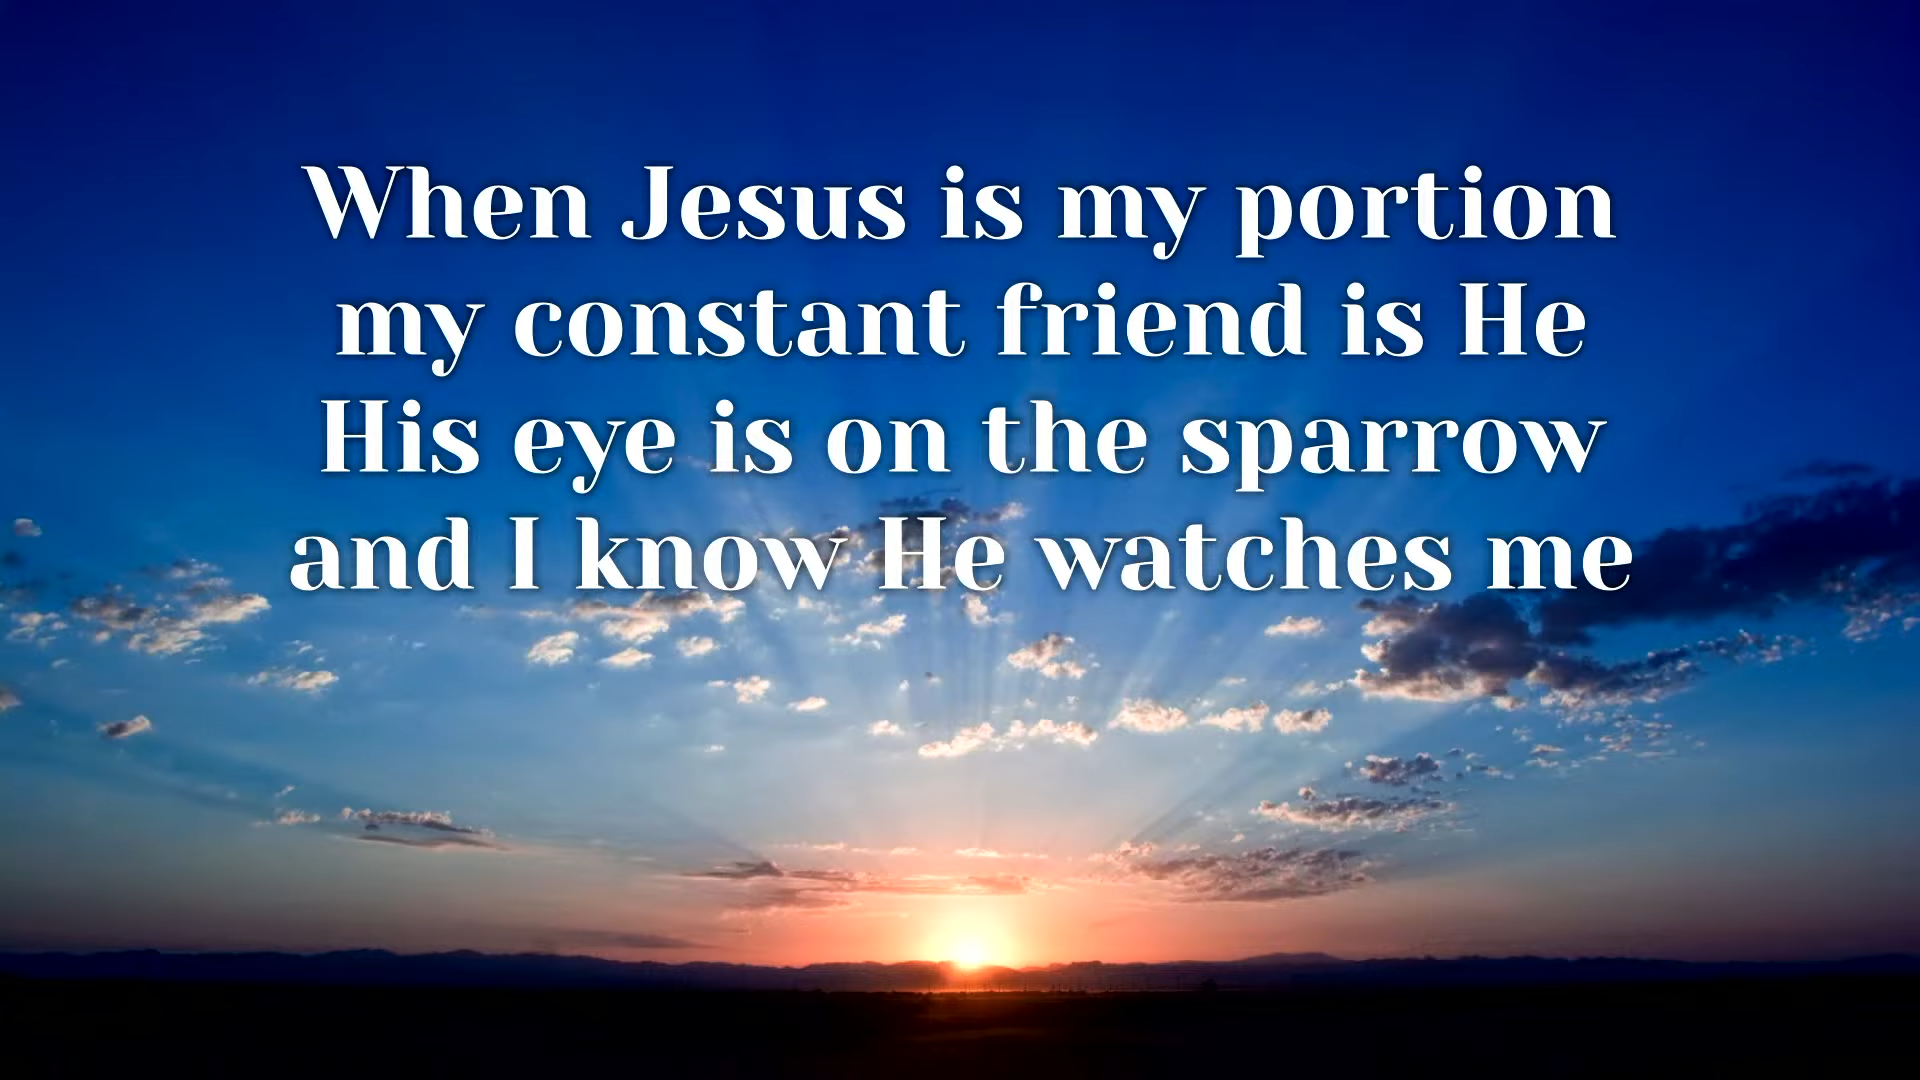 When Jesus is my portion
my constant friend is He
His eye is on the sparrow
and I know He watches me